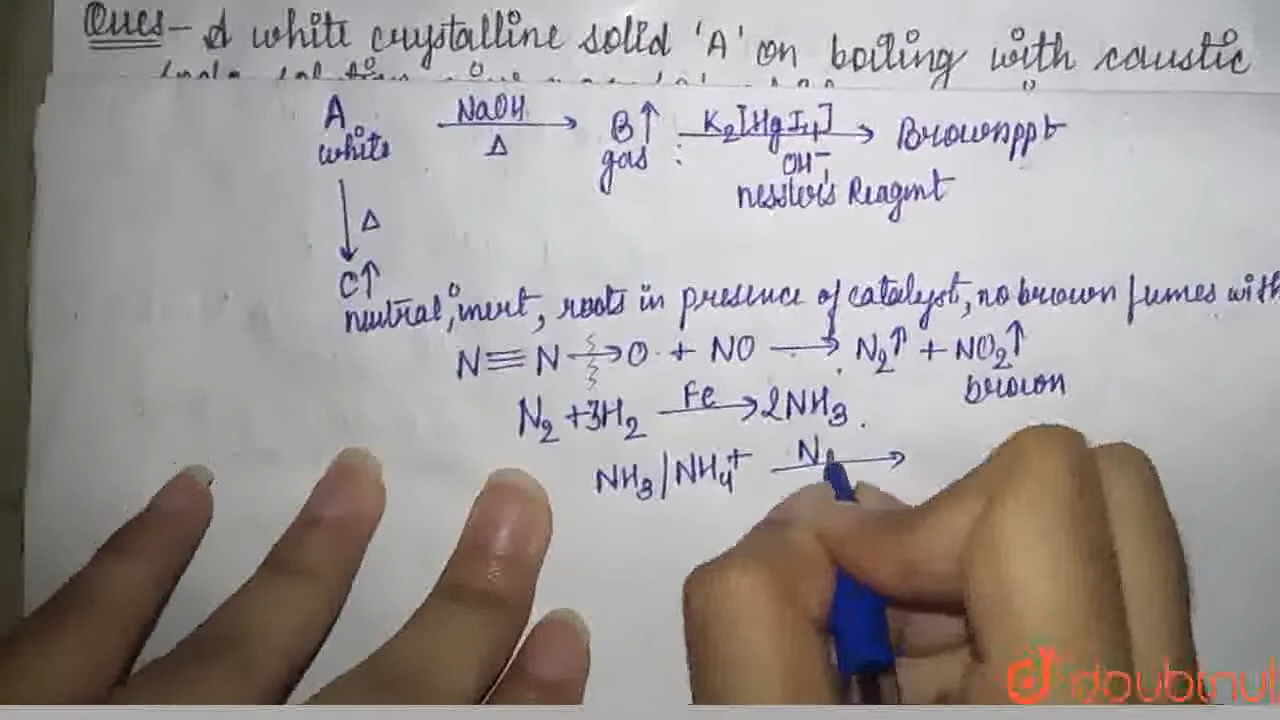 Ques- A white crystalline solid 'A' on boiling with caustic
A NaOH B↑ K2[HgI4] Brown ppt
white Δ gas : OH-
nessler's Reagent
Δ
C↑
neutral, inert, in presence of catalyst, no brown fumes with
N≡N → O + NO → N2↑ + NO2↑
brown
N2 + 3H2 Fe → 2NH3.
NH3/NH4+ N →
doubtnut